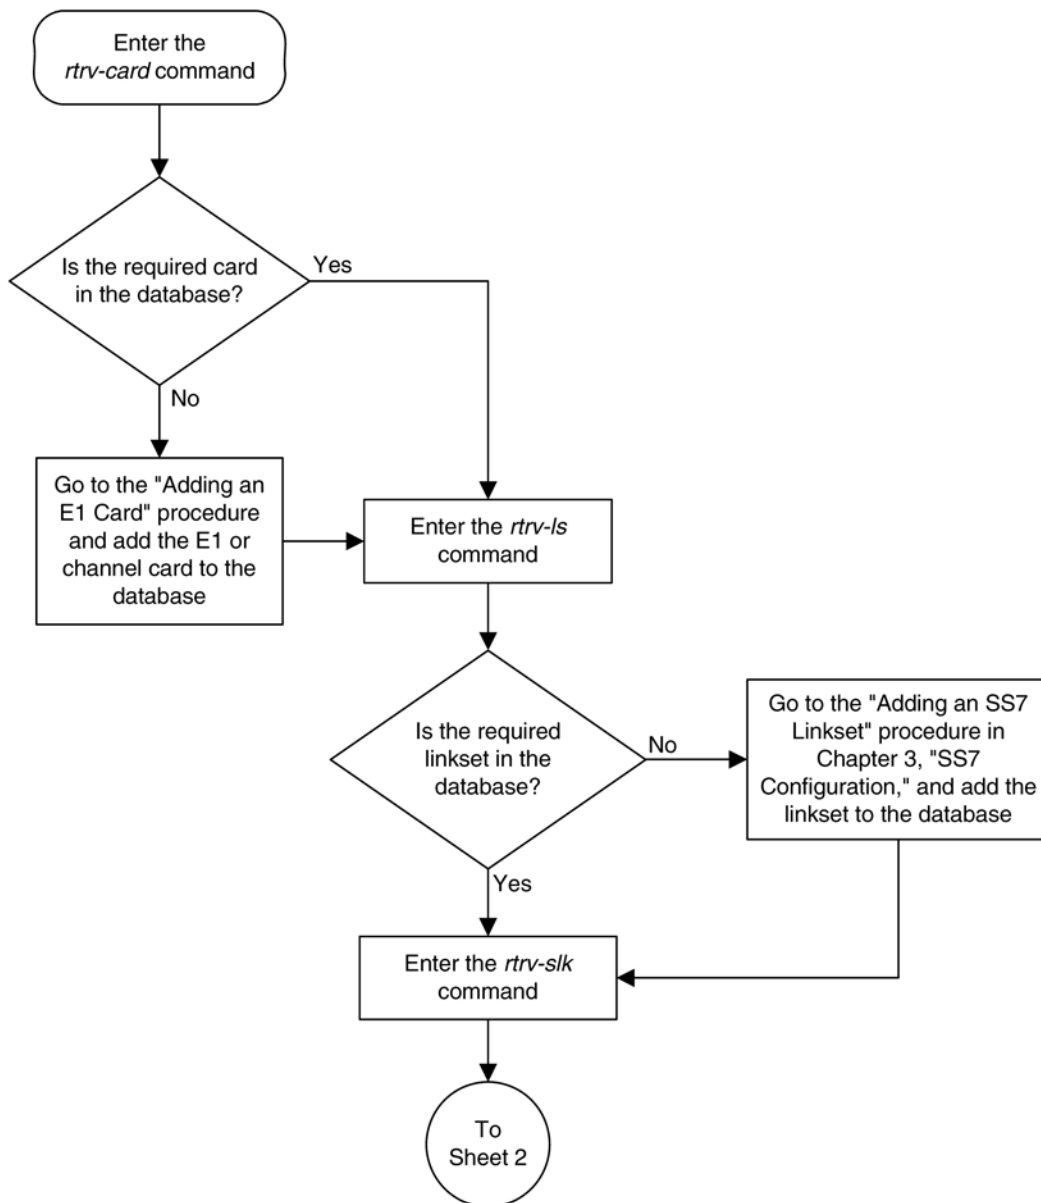 Enter the
rtrv-card command
Is the required card
in the database?
Yes
No
Go to the "Adding an
E1 Card" procedure
and add the E1 or
channel card to the
database
Enter the rtrv-ls
command
Is the required
linkset in the
database?
No
Go to the "Adding an SS7
Linkset" procedure in
Chapter 3, "SS7
Configuration," and add the
linkset to the database
Yes
Enter the rtrv-slk
command
To
Sheet 2